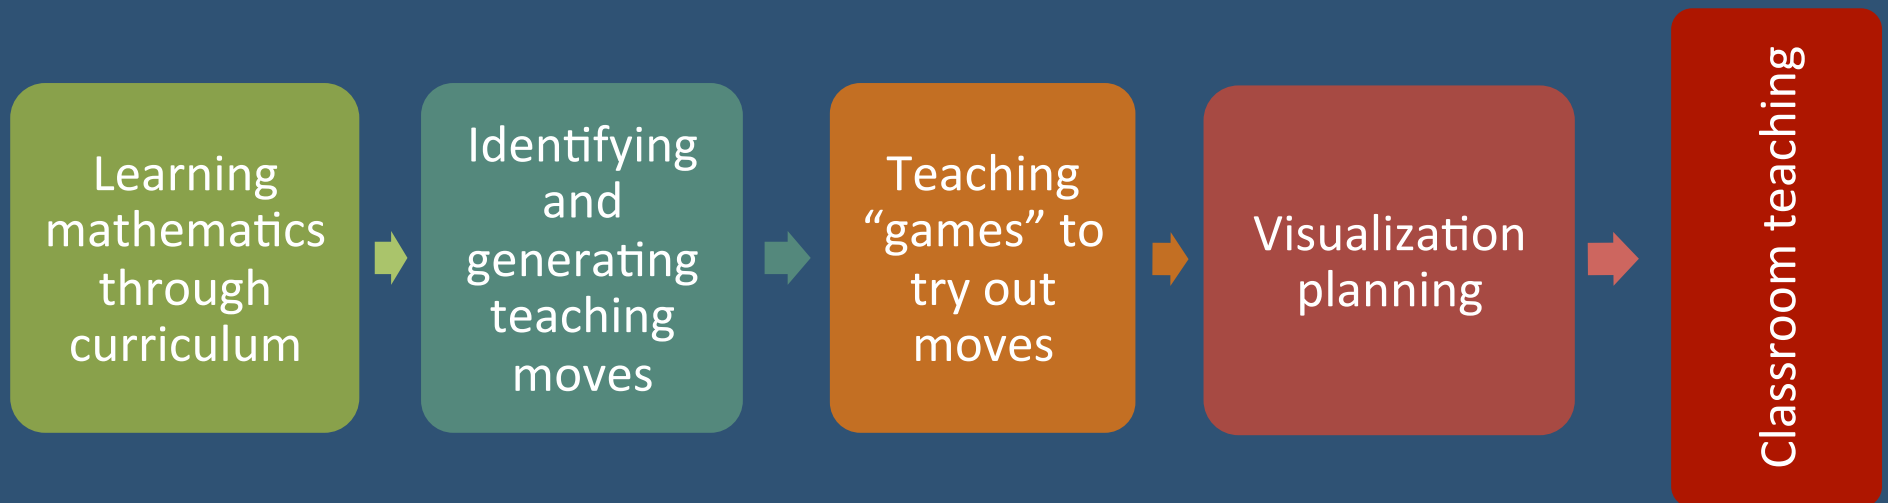 Learning
mathematics
through
curriculum
Identifying
and
generating
teaching
moves
Teaching
“games” to
try out
moves
Visualization
planning
Classroom teaching